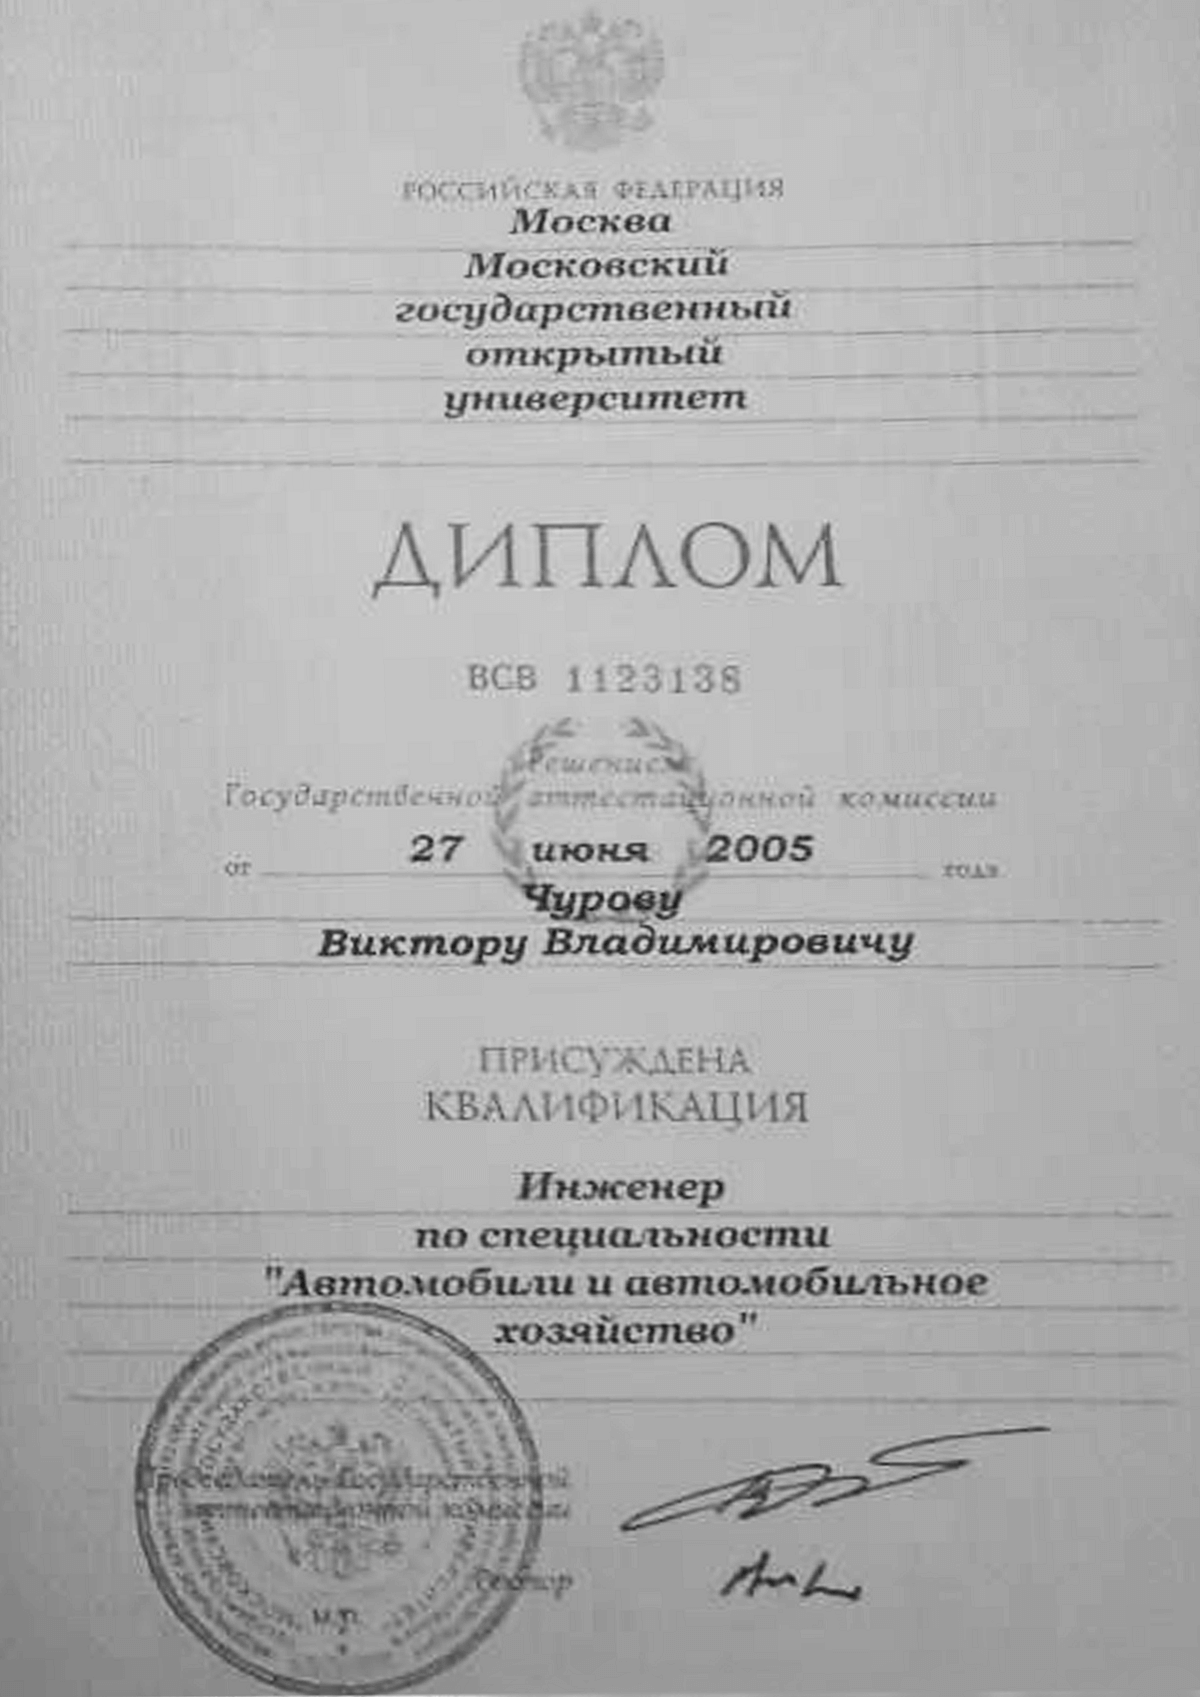 РОССИЙСКАЯ ФЕДЕРАЦИЯ
Москва
Московский
государственный
открытый
университет
ДИПЛОМ
ВСВ 1123138
Решением
Государственной аттестационной комиссии
от 27 июня 2005 года
Чурову
Виктору Владимировичу
ПРИСУЖДЕНА
КВАЛИФИКАЦИЯ
Инженер
по специальности
"Автомобили и автомобильное
хозяйство"
Председатель Государственной
аттестационной комиссии
Ректор
М.П.